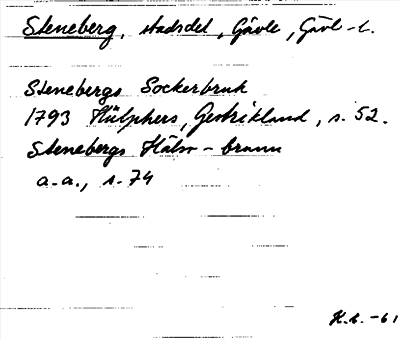 Steneberg, stadsdel, Gävle, Gävl-l.
Stenebergs Sockerbruk
1793 Hülphers, Gestrikland, s. 52.
Stenebergs Hälso-brunn
a.a., s. 74
H.L. -61